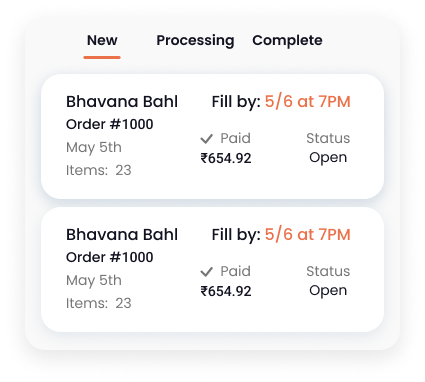 New Processing Complete
Bhavana Bahl Fill by: 5/6 at 7PM
Order #1000
Paid Status
May 5th
₹654.92 Open
Items: 23
Bhavana Bahl Fill by: 5/6 at 7PM
Order #1000
Paid Status
May 5th
₹654.92 Open
Items: 23